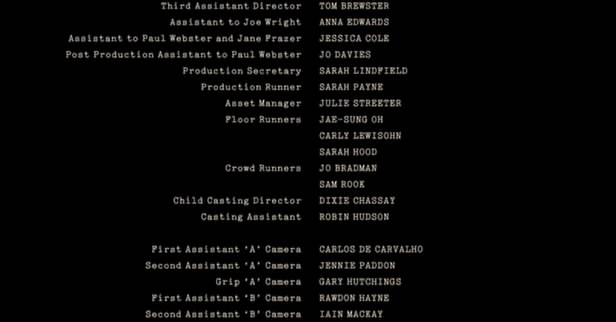 Third Assistant Director TOM BREWSTER
Assistant to Joe Wright ANNA EDWARDS
Assistant to Paul Webster and Jane Frazer JESSICA COLE
Post Production Assistant to Paul Webster JO DAVIES
Production Secretary SARAH LINDFIELD
Production Runner SARAH PAYNE
Asset Manager JULIE STREETER
Floor Runners JAE-SUNG OH
CARLY LEWISOHN
SARAH HOOD
Crowd Runners JO BRADMAN
SAM ROOK
Child Casting Director DIXIE CHASSAY
Casting Assistant ROBIN HUDSON
First Assistant 'A' Camera CARLOS DE CARVALHO
Second Assistant 'A' Camera JENNIE PADDON
Grip 'A' Camera GARY HUTCHINGS
First Assistant 'B' Camera RAWDON HAYNE
Second Assistant 'B' Camera IAIN MACKAY